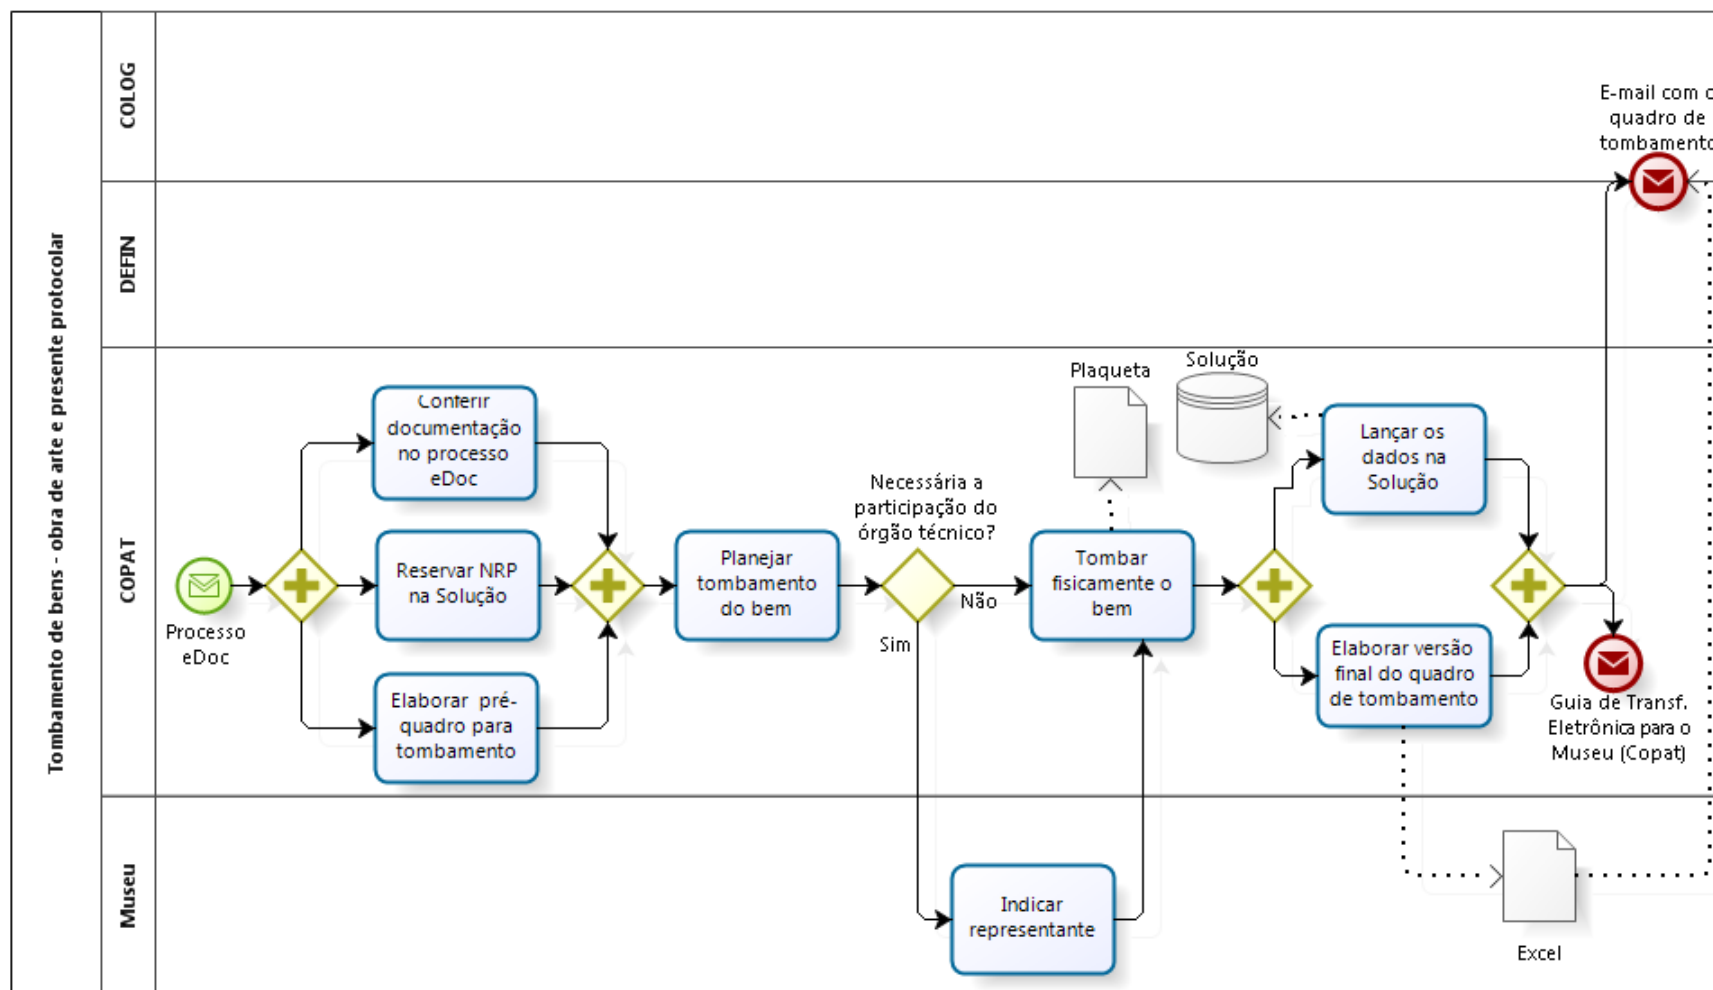 Tombamento de bens - obra de arte e presente protocolar
COLOG
DEFIN
COPAT
Museu
E-mail com
quadro de
tombamento
Processo
eDoc
Conferir
documentação
no processo
eDoc
Reservar NRP
na Solução
Elaborar pré-
quadro para
tombamento
Planejar
tombamento
do bem
Necessária a
participação do
órgão técnico?
Não
Sim
Indicar
representante
Plaqueta
Tombar
fisicamente o
bem
Solução
Lançar os
dados na
Solução
Elaborar versão
final do quadro
de tombamento
Guia de Transf.
Eletrônica para o
Museu (Copat)
Excel